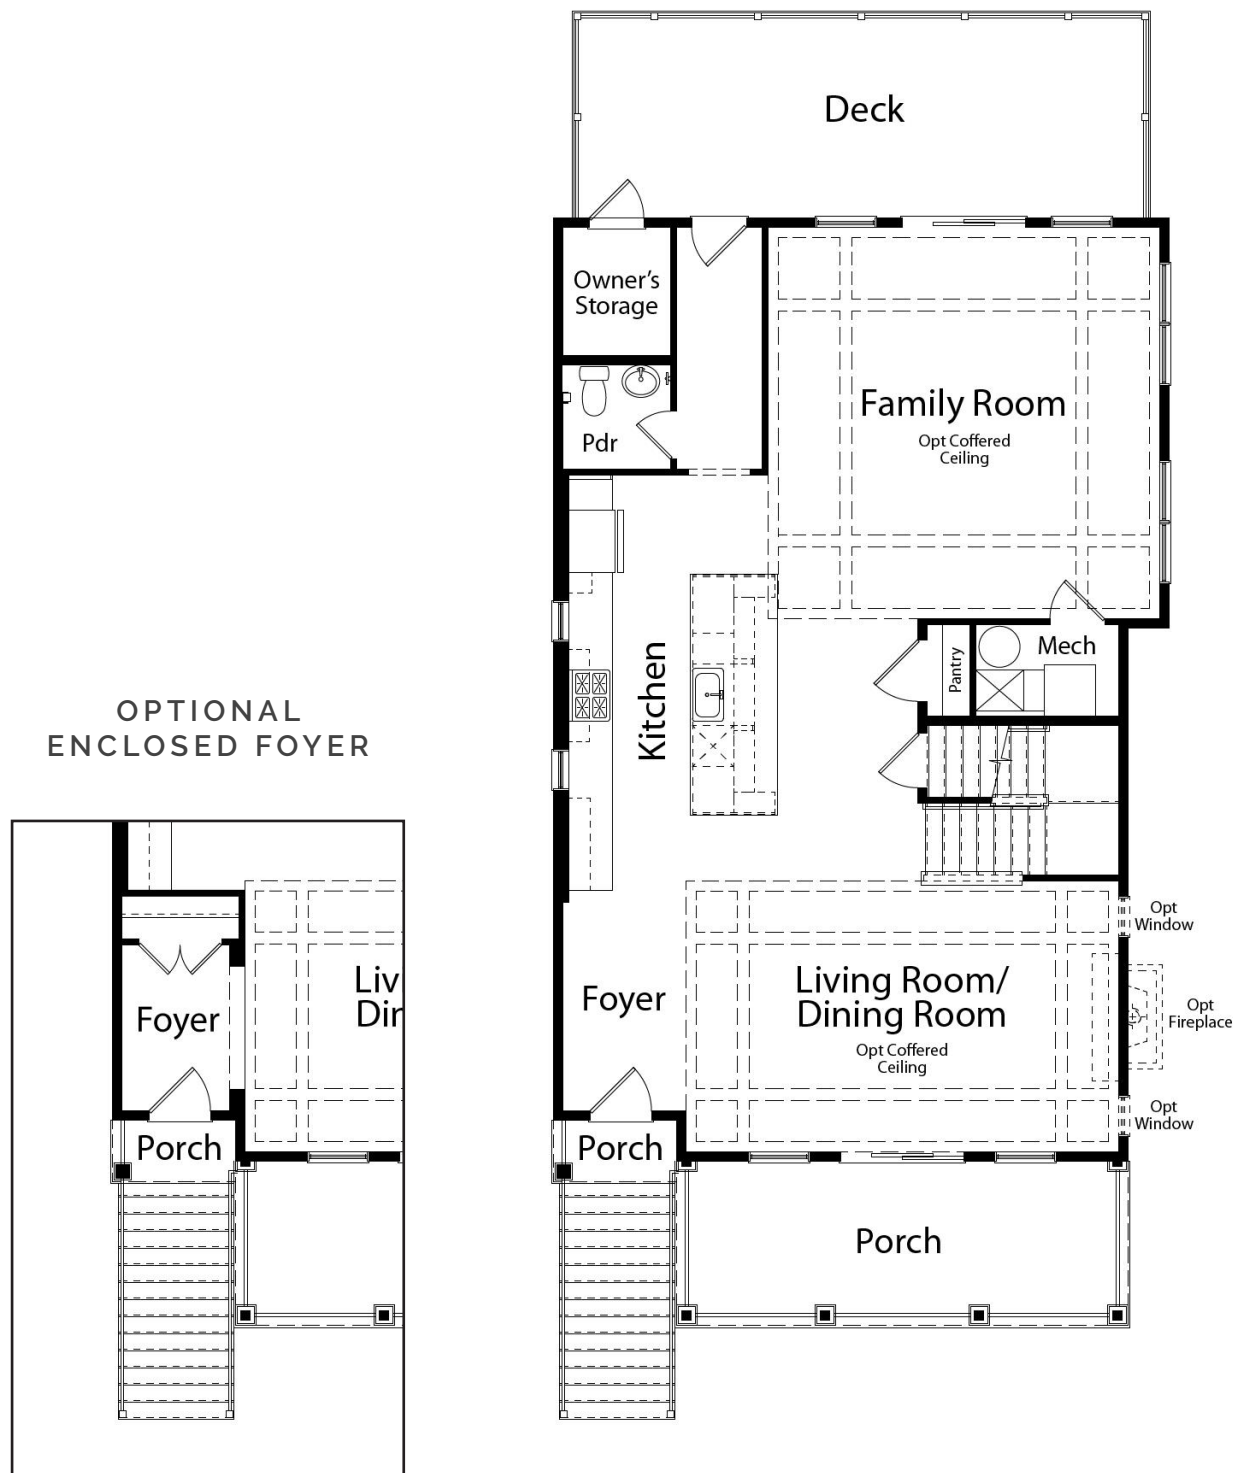 Deck
Owner's
Storage
Family Room
Opt Coffered
Ceiling
Pdr
Kitchen
Pantry
Mech
OPTIONAL
ENCLOSED FOYER
Opt
Window
Foyer
Living Room/
Dining Room
Opt Coffered
Ceiling
Opt
Fireplace
Opt
Window
Porch
Porch
Liv
Din
Foyer
Porch